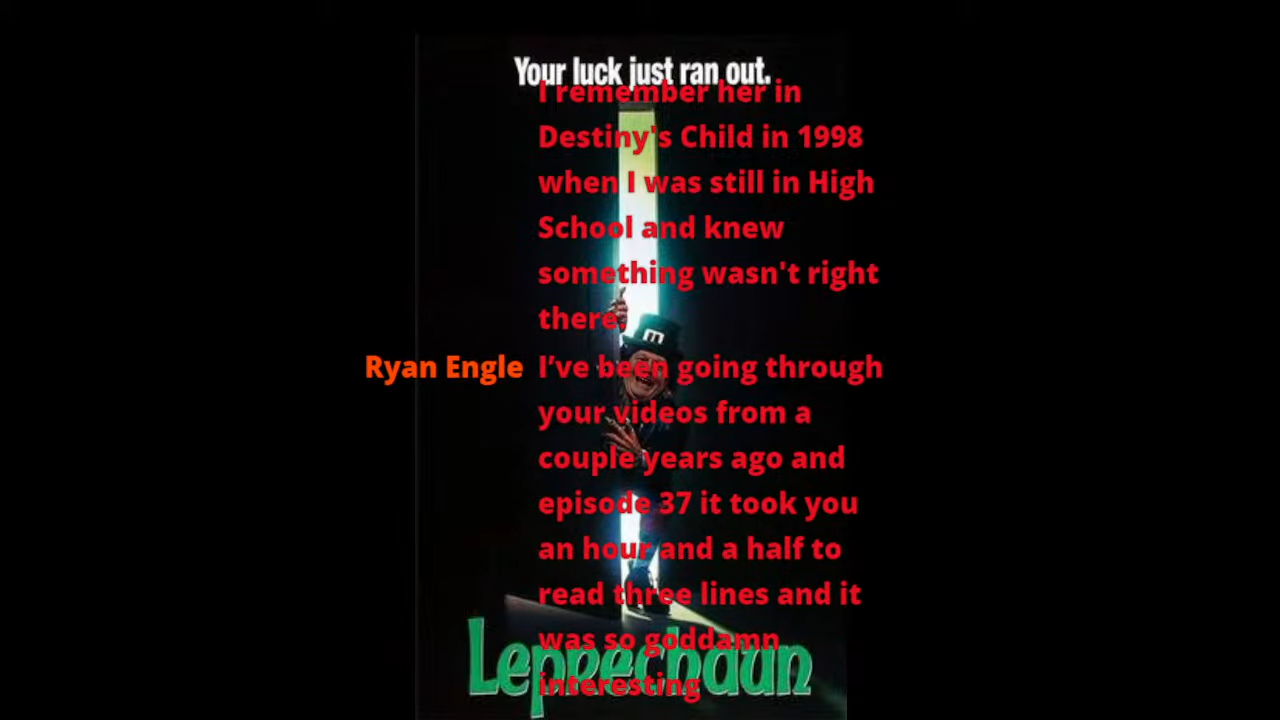 Your luck just ran out.
I remember her in
Destiny's Child in 1998
when I was still in High
School and knew
something wasn't right
there.
Ryan Engle I’ve been going through
your videos from a
couple years ago and
episode 37 it took you
an hour and a half to
read three lines and it
was so goddamn
interesting
Leprechaun
m